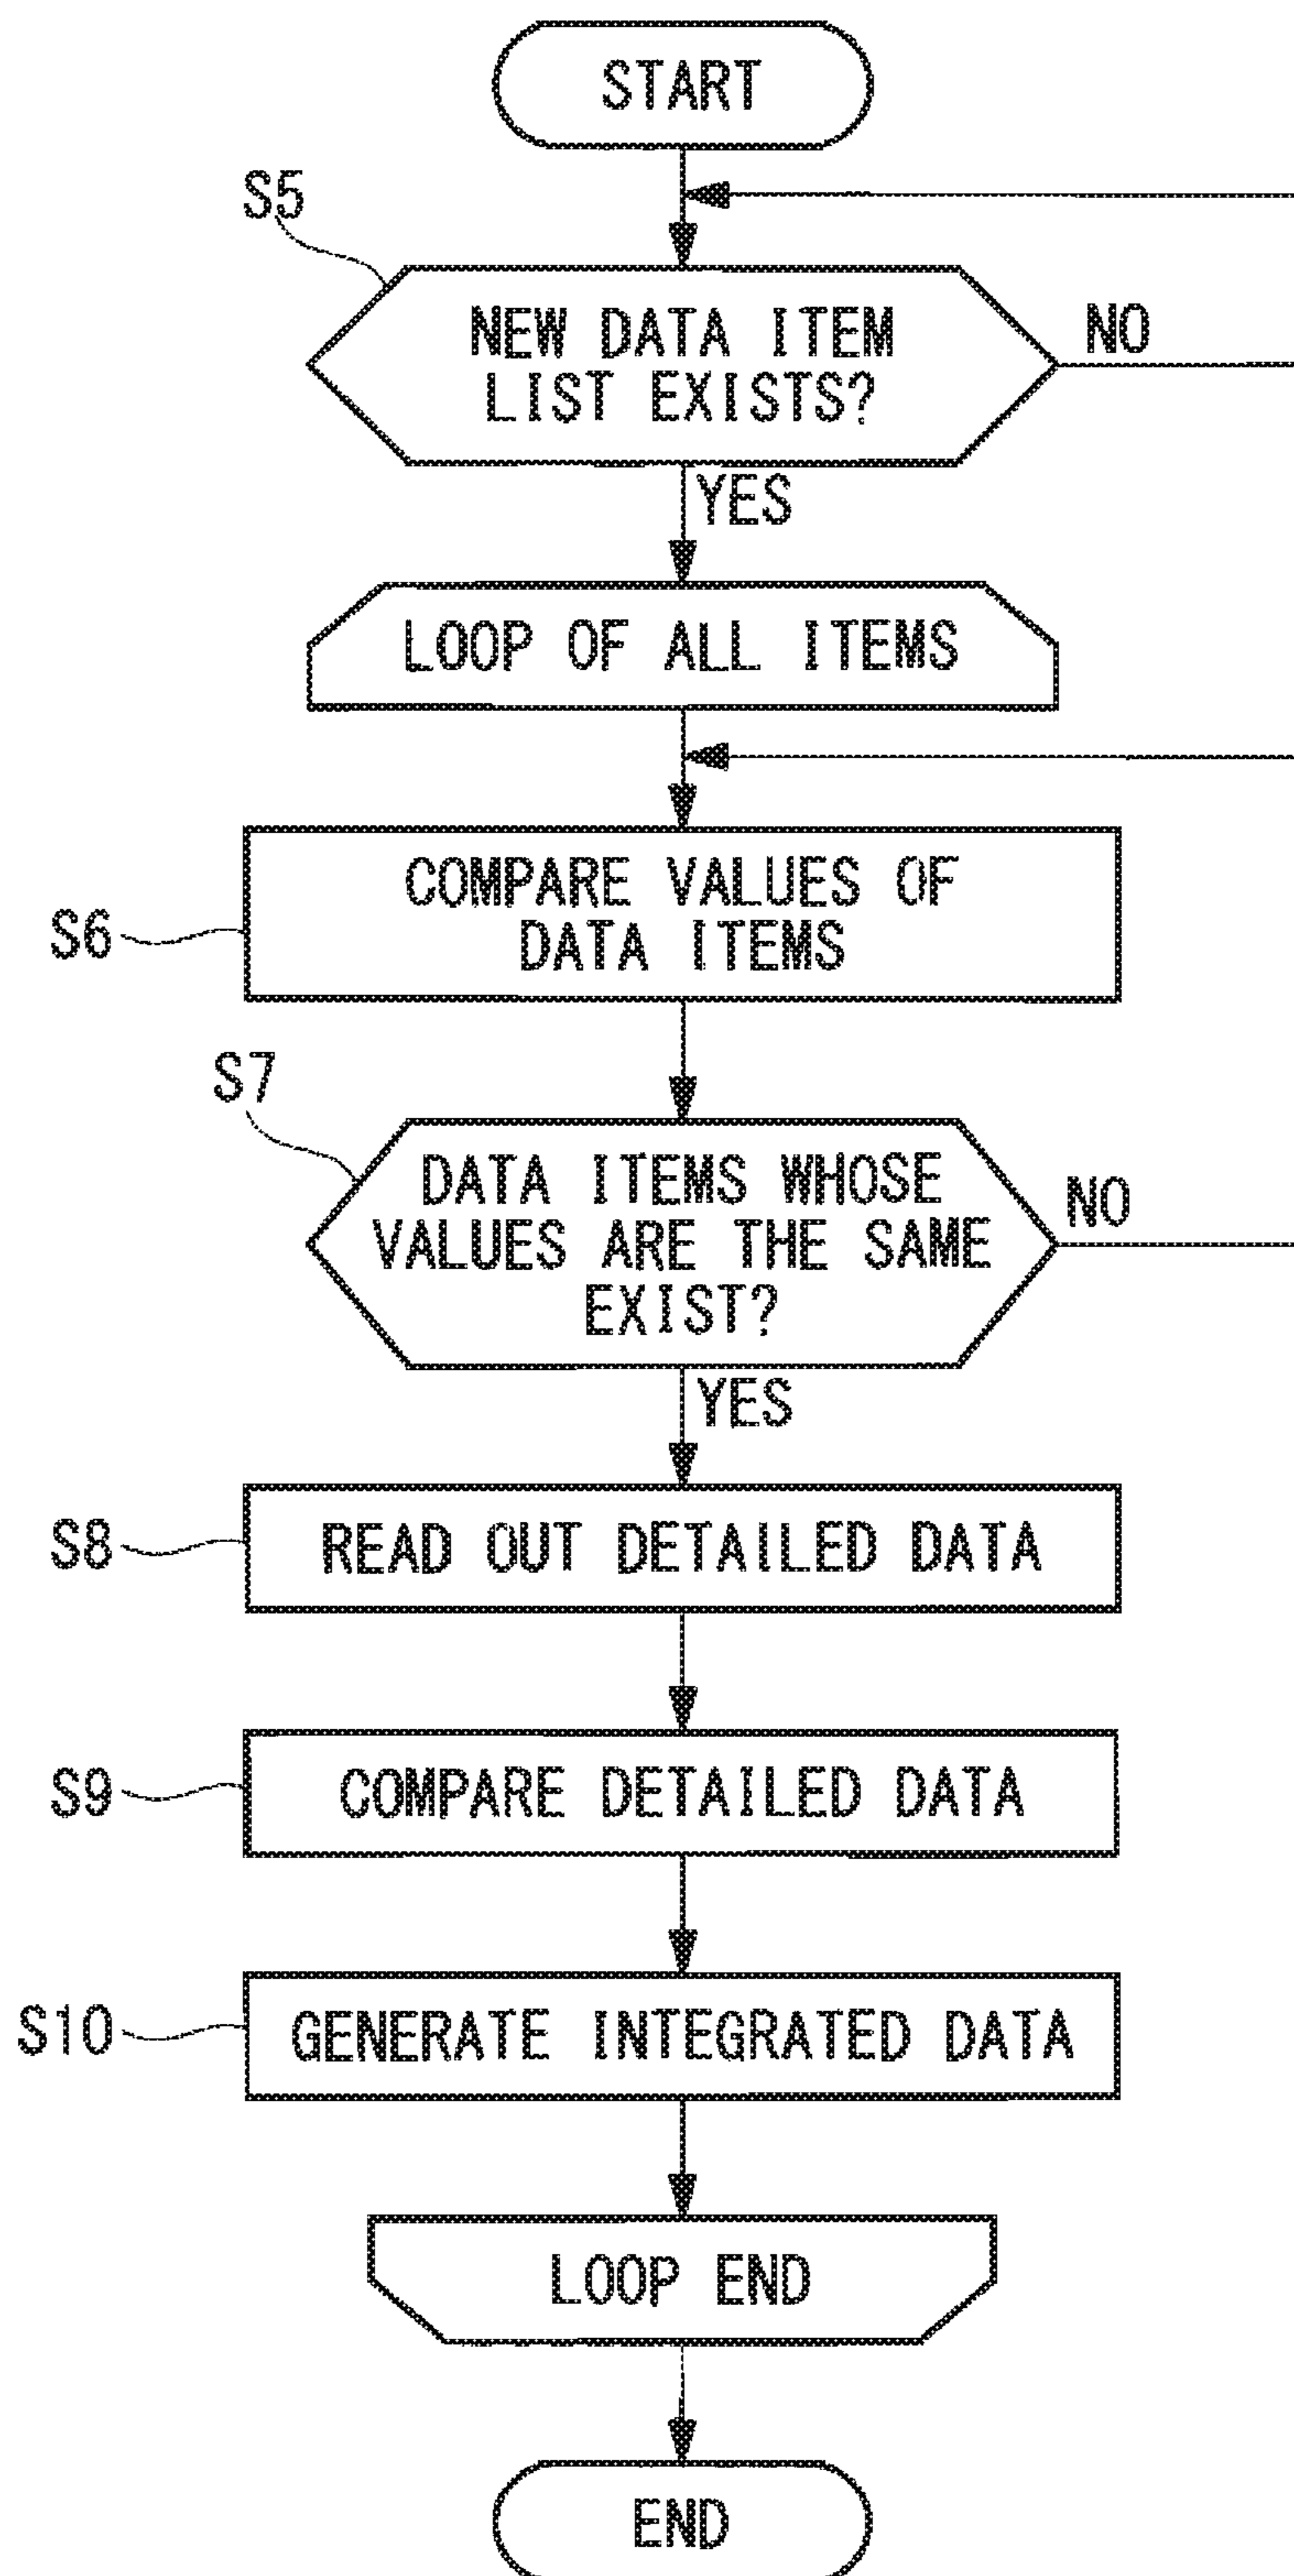 START
S5
NEW DATA ITEM
LIST EXISTS?
NO
YES
LOOP OF ALL ITEMS
S6
COMPARE VALUES OF
DATA ITEMS
S7
DATA ITEMS WHOSE
VALUES ARE THE SAME
EXIST?
NO
YES
S8
READ OUT DETAILED DATA
S9
COMPARE DETAILED DATA
S10
GENERATE INTEGRATED DATA
LOOP END
END